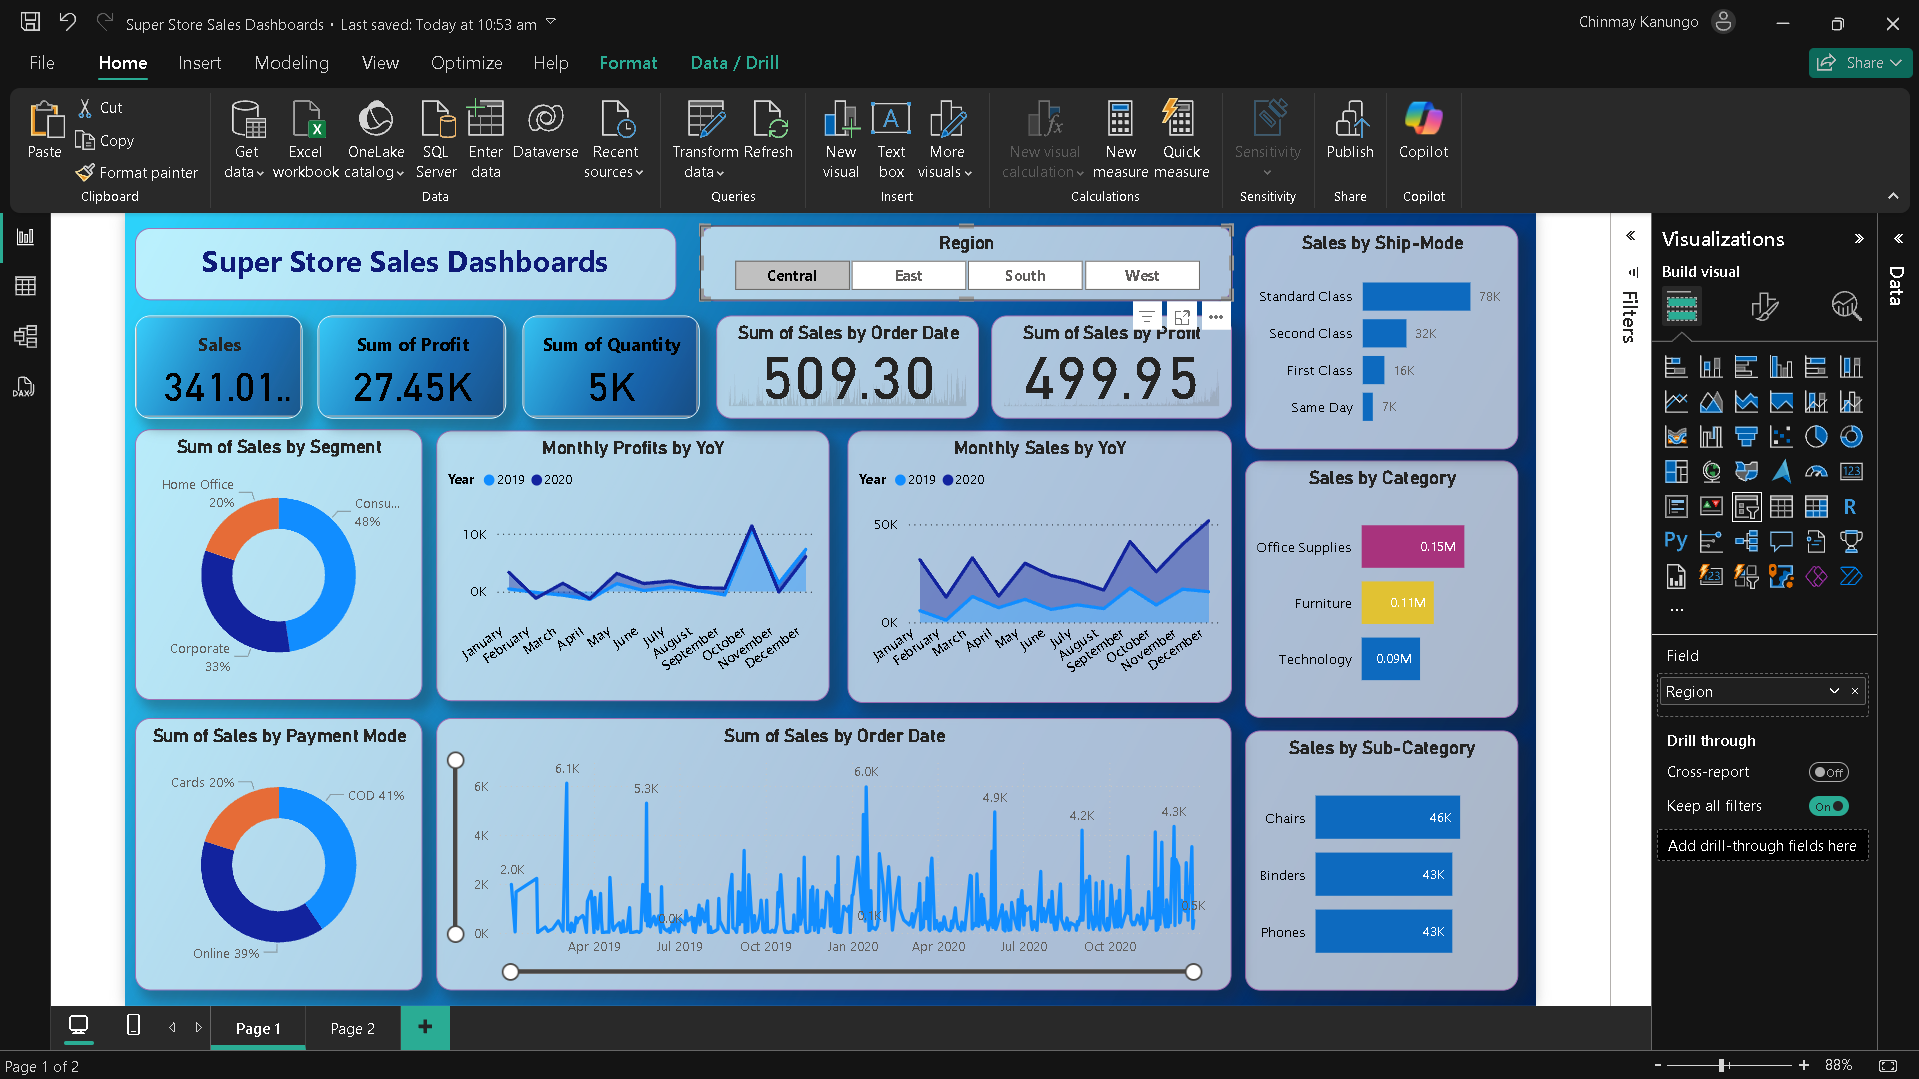 Super Store Sales Dashboards • Last saved: Today at 10:53 am
Chinmay Kanungo
File Home Insert Modeling View Optimize Help Format Data / Drill
Share
Paste
Cut
Copy
Format painter
Clipboard
Get data
Excel workbook
OneLake catalog
SQL Server
Enter data
Dataverse
Recent sources
Data
Transform data
Refresh
Queries
New visual
Text box
More visuals
Insert
New visual calculation
New measure
Quick measure
Calculations
Sensitivity
Sensitivity
Publish
Share
Copilot
Copilot
Super Store Sales Dashboards
Region
Central East South West
Sales
341.01..
Sum of Profit
27.45K
Sum of Quantity
5K
Sum of Sales by Order Date
509.30
Sum of Sales by Profit
499.95
Sales by Ship-Mode
Standard Class 78K
Second Class 32K
First Class 16K
Same Day 7K
Sum of Sales by Segment
Home Office
20%
Consu...
48%
Corporate
33%
Monthly Profits by YoY
Year 2019 2020
10K
0K
January February March April May June July August September October November December
Monthly Sales by YoY
Year 2019 2020
50K
0K
January February March April May June July August September October November December
Sales by Category
Office Supplies 0.15M
Furniture 0.11M
Technology 0.09M
Sum of Sales by Payment Mode
Cards 20%
COD 41%
Online 39%
Sum of Sales by Order Date
6K
4K
2K
0K
2.0K 6.1K 5.3K 0.0K 6.0K 0.1K 4.9K 4.2K 4.3K 0.5K
Apr 2019 Jul 2019 Oct 2019 Jan 2020 Apr 2020 Jul 2020 Oct 2020
Sales by Sub-Category
Chairs 46K
Binders 43K
Phones 43K
Filters
Visualizations
Build visual
123
R
Py
123
...
Field
Region
Drill through
Cross-report Off
Keep all filters On
Add drill-through fields here
Data
DAX
Page 1 Page 2 +
Page 1 of 2
- + 88%